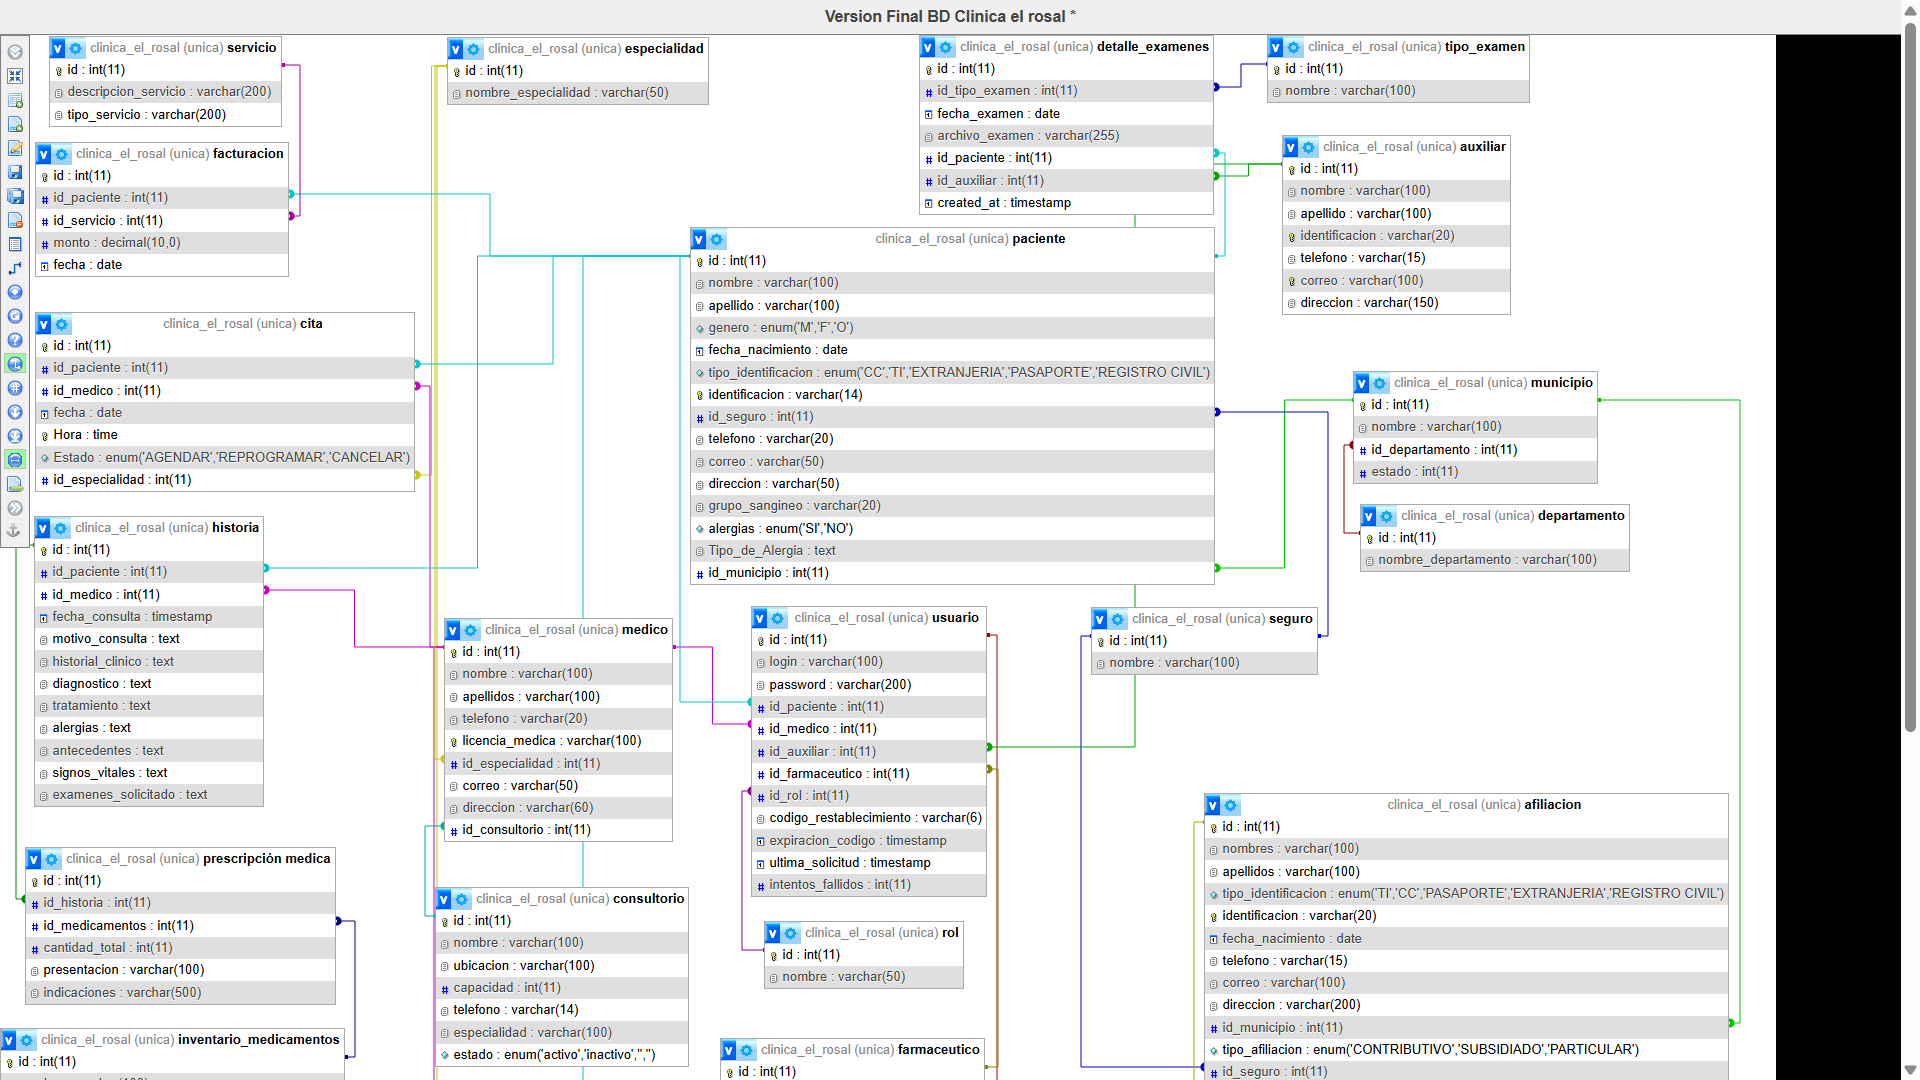 Version Final BD Clinica el rosal *
clinica_el_rosal (unica) servicio
id : int(11)
descripcion_servicio : varchar(200)
tipo_servicio : varchar(200)
clinica_el_rosal (unica) especialidad
id : int(11)
nombre_especialidad : varchar(50)
clinica_el_rosal (unica) detalle_examenes
id : int(11)
id_tipo_examen : int(11)
fecha_examen : date
archivo_examen : varchar(255)
id_paciente : int(11)
id_auxiliar : int(11)
created_at : timestamp
clinica_el_rosal (unica) tipo_examen
id : int(11)
nombre : varchar(100)
clinica_el_rosal (unica) facturacion
id : int(11)
id_paciente : int(11)
id_servicio : int(11)
monto : decimal(10,0)
fecha : date
clinica_el_rosal (unica) auxiliar
id : int(11)
nombre : varchar(100)
apellido : varchar(100)
identificacion : varchar(20)
telefono : varchar(15)
correo : varchar(100)
direccion : varchar(150)
clinica_el_rosal (unica) paciente
id : int(11)
nombre : varchar(100)
apellido : varchar(100)
genero : enum('M','F','O')
fecha_nacimiento : date
tipo_identificacion : enum('CC','TI','EXTRANJERIA','PASAPORTE','REGISTRO CIVIL')
identificacion : varchar(14)
id_seguro : int(11)
telefono : varchar(20)
correo : varchar(50)
direccion : varchar(50)
grupo_sangineo : varchar(20)
alergias : enum('SI','NO')
Tipo_de_Alergia : text
id_municipio : int(11)
clinica_el_rosal (unica) cita
id : int(11)
id_paciente : int(11)
id_medico : int(11)
fecha : date
Hora : time
Estado : enum('AGENDAR','REPROGRAMAR','CANCELAR')
id_especialidad : int(11)
clinica_el_rosal (unica) municipio
id : int(11)
nombre : varchar(100)
id_departamento : int(11)
estado : int(11)
clinica_el_rosal (unica) departamento
id : int(11)
nombre_departamento : varchar(100)
clinica_el_rosal (unica) historia
id : int(11)
id_paciente : int(11)
id_medico : int(11)
fecha_consulta : timestamp
motivo_consulta : text
historial_clinico : text
diagnostico : text
tratamiento : text
alergias : text
antecedentes : text
signos_vitales : text
examenes_solicitado : text
clinica_el_rosal (unica) medico
id : int(11)
nombre : varchar(100)
apellidos : varchar(100)
telefono : varchar(20)
licencia_medica : varchar(100)
id_especialidad : int(11)
correo : varchar(50)
direccion : varchar(60)
id_consultorio : int(11)
clinica_el_rosal (unica) usuario
id : int(11)
login : varchar(100)
password : varchar(200)
id_paciente : int(11)
id_medico : int(11)
id_auxiliar : int(11)
id_farmaceutico : int(11)
id_rol : int(11)
codigo_restablecimiento : varchar(6)
expiracion_codigo : timestamp
ultima_solicitud : timestamp
intentos_fallidos : int(11)
clinica_el_rosal (unica) seguro
id : int(11)
nombre : varchar(100)
clinica_el_rosal (unica) afiliacion
id : int(11)
nombres : varchar(100)
apellidos : varchar(100)
tipo_identificacion : enum('TI','CC','PASAPORTE','EXTRANJERIA','REGISTRO CIVIL')
identificacion : varchar(20)
fecha_nacimiento : date
telefono : varchar(15)
correo : varchar(100)
direccion : varchar(200)
id_municipio : int(11)
tipo_afiliacion : enum('CONTRIBUTIVO','SUBSIDIADO','PARTICULAR')
id_seguro : int(11)
clinica_el_rosal (unica) prescripción medica
id : int(11)
id_historia : int(11)
id_medicamentos : int(11)
cantidad_total : int(11)
presentacion : varchar(100)
indicaciones : varchar(500)
clinica_el_rosal (unica) consultorio
id : int(11)
nombre : varchar(100)
ubicacion : varchar(100)
capacidad : int(11)
telefono : varchar(14)
especialidad : varchar(100)
estado : enum('activo','inactivo','','')
clinica_el_rosal (unica) rol
id : int(11)
nombre : varchar(50)
clinica_el_rosal (unica) inventario_medicamentos
id : int(11)
clinica_el_rosal (unica) farmaceutico
id : int(11)